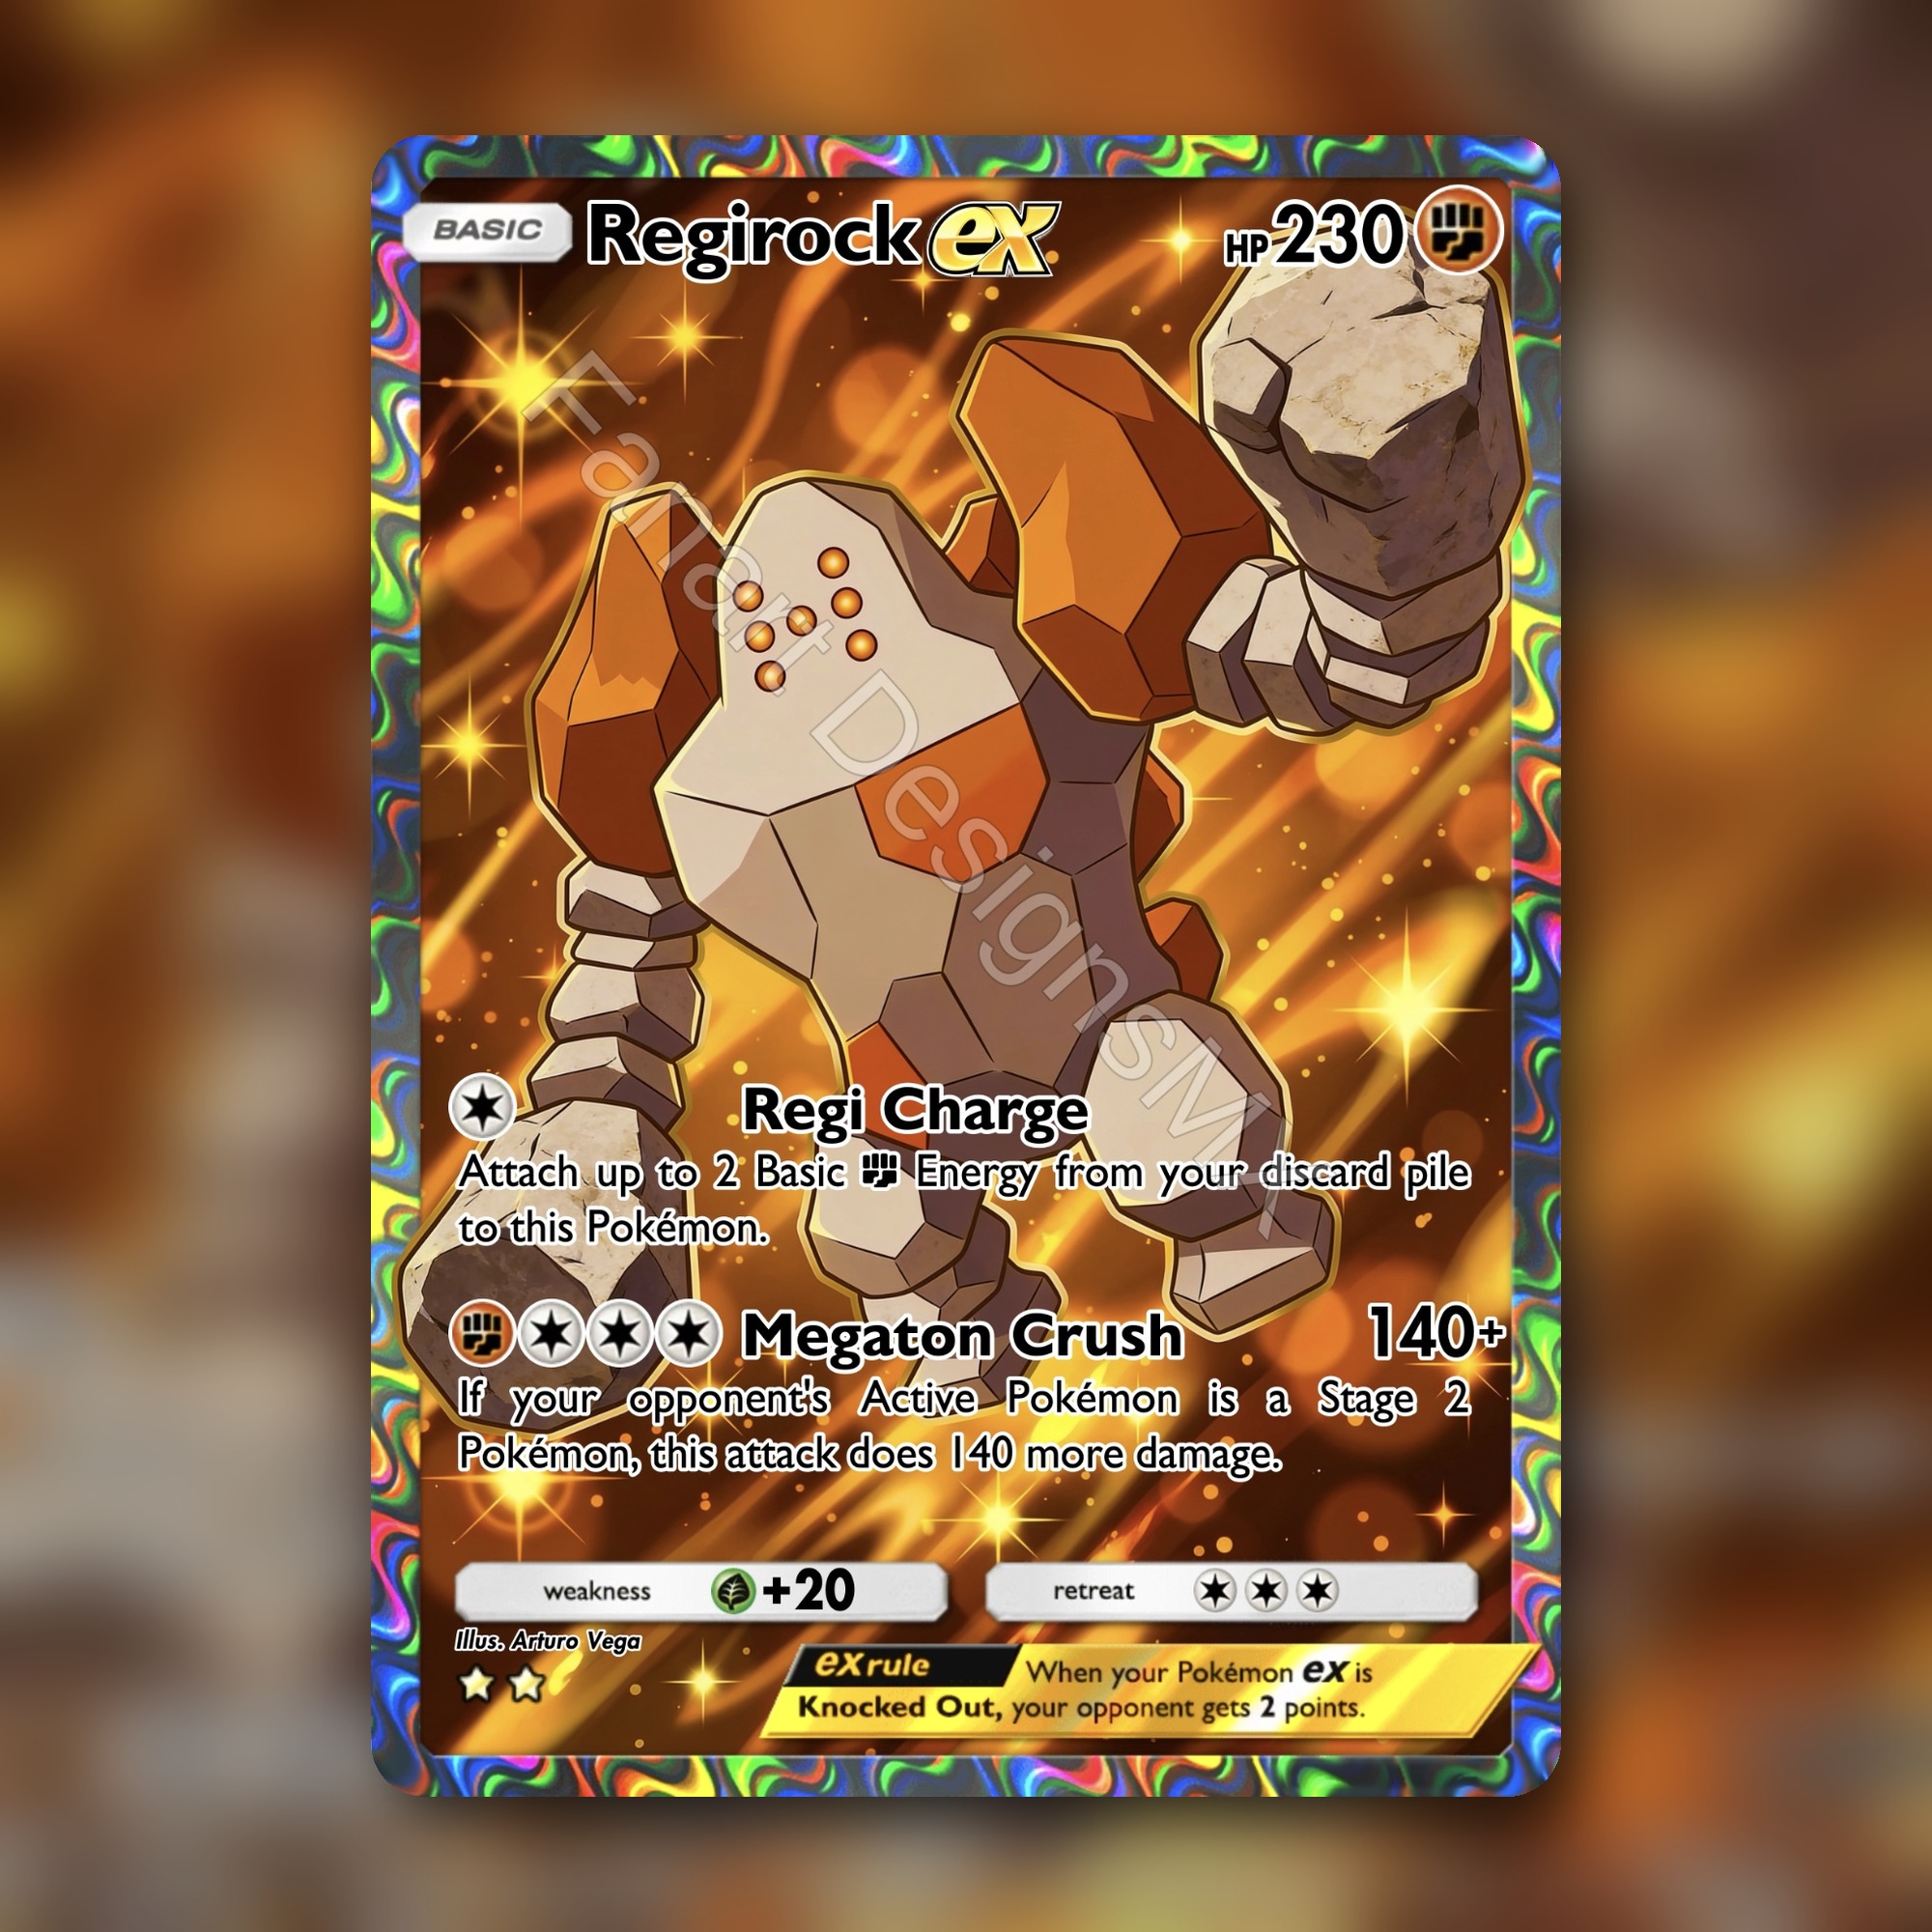 BASIC Regirock ex HP 230
Fanart DesignsMX
Regi Charge
Attach up to 2 Basic Energy from your discard pile
to this Pokémon.
Megaton Crush 140+
If your opponent's Active Pokémon is a Stage 2
Pokémon, this attack does 140 more damage.
weakness +20 retreat
Illus. Arturo Vega
ex rule When your Pokémon ex is
Knocked Out, your opponent gets 2 points.